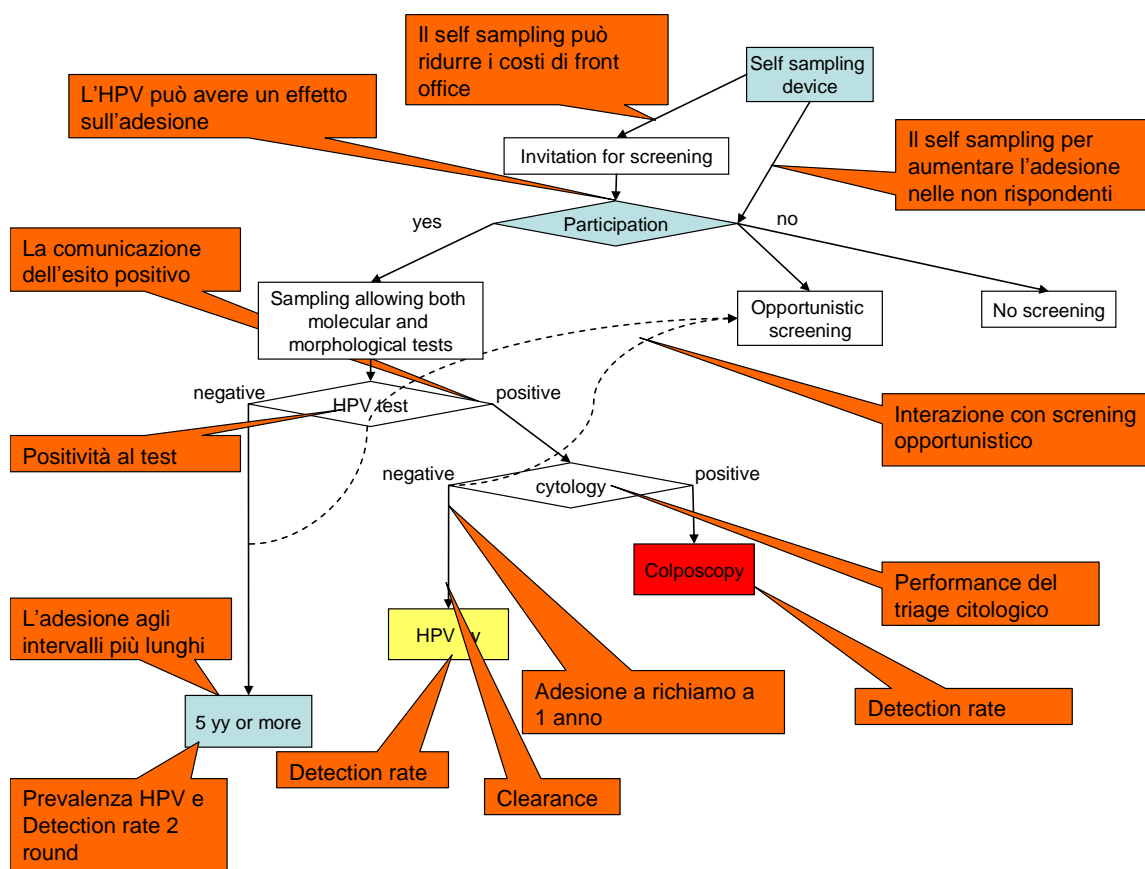 Il self sampling può
ridurre i costi di front
office
Self sampling
device
L'HPV può avere un effetto
sull'adesione
Invitation for screening
Il self sampling per
aumentare l'adesione
nelle non rispondenti
yes
Participation
no
La comunicazione
dell'esito positivo
Sampling allowing both
molecular and
morphological tests
Opportunistic
screening
No screening
negative
HPV test
positive
Interazione con screning
opportunistico
Positività al test
negative
cytology
positive
Colposcopy
Performance del
triage citologico
L'adesione agli
intervalli più lunghi
HPV
Adesione a richiamo a
1 anno
Detection rate
5 yy or more
Detection rate
Clearance
Prevalenza HPV e
Detection rate 2
round